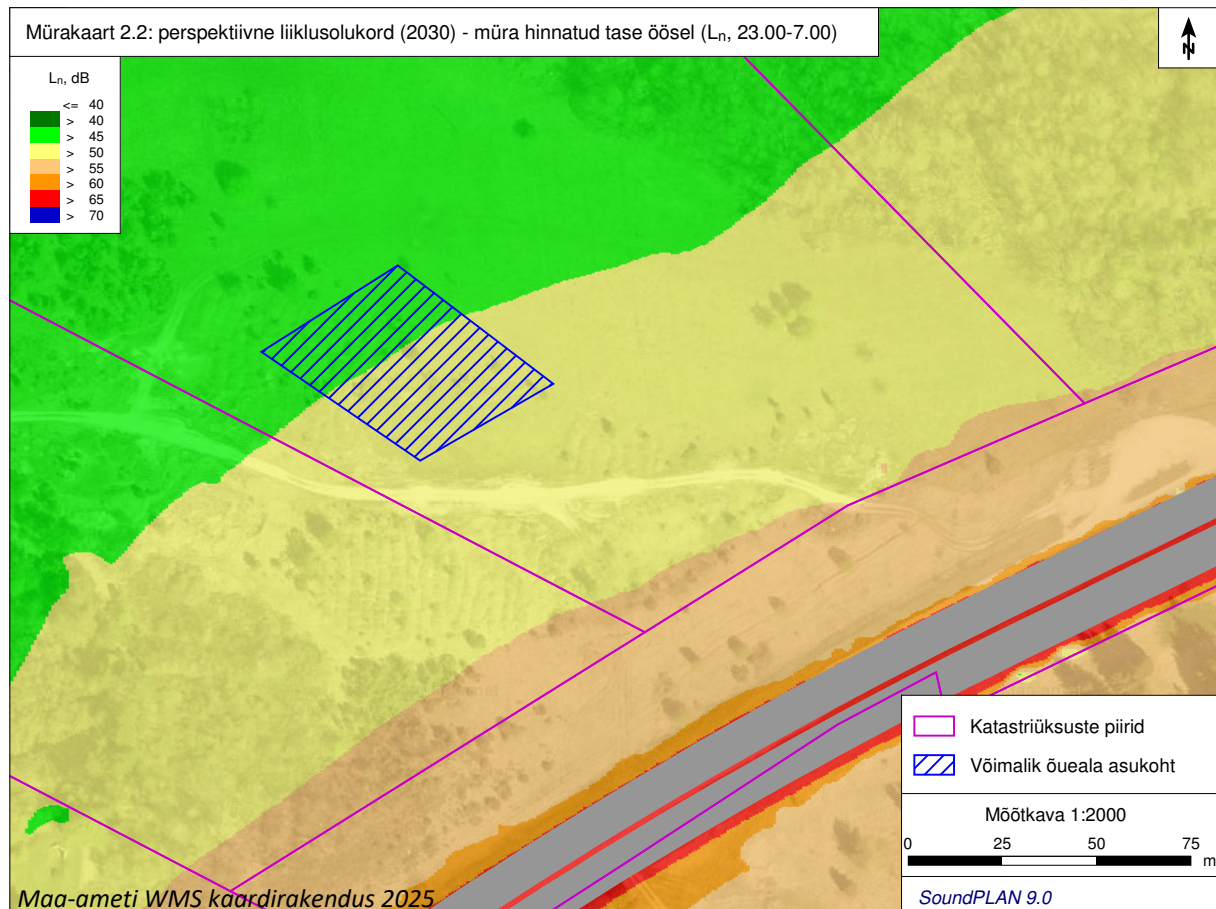 Mürakaart 2.2: perspektiivne liiklusolukord (2030) - müra hinnatud tase öösel (Ln, 23.00-7.00)
N
Ln, dB
<= 40
> 40
> 45
> 50
> 55
> 60
> 65
> 70
Katastriüksuste piirid
Võimalik õueala asukoht
Mõõtkava 1:2000
0 25 50 75
m
SoundPLAN 9.0
Maa-ameti WMS kaardirakendus 2025